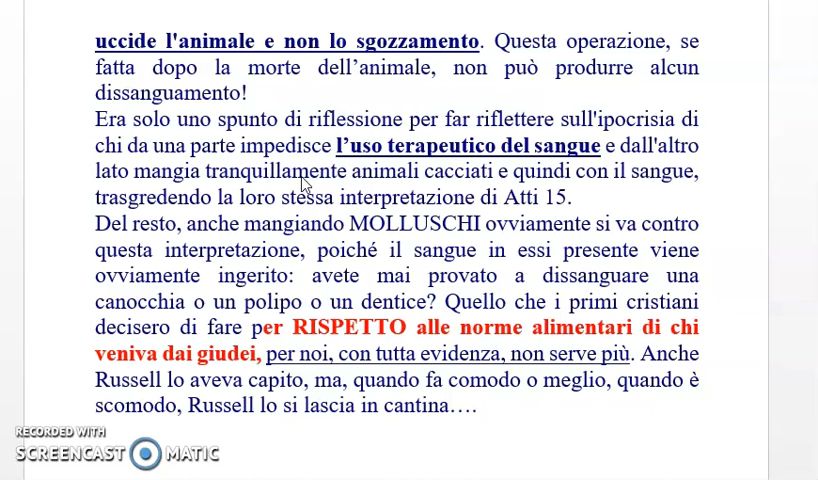 uccide l'animale e non lo sgozzamento. Questa operazione, se
fatta dopo la morte dell’animale, non può produrre alcun
dissanguamento!
Era solo uno spunto di riflessione per far riflettere sull'ipocrisia di
chi da una parte impedisce l’uso terapeutico del sangue e dall'altro
lato mangia tranquillamente animali cacciati e quindi con il sangue,
trasgredendo la loro stessa interpretazione di Atti 15.
Del resto, anche mangiando MOLLUSCHI ovviamente si va contro
questa interpretazione, poiché il sangue in essi presente viene
ovviamente ingerito: avete mai provato a dissanguare una
canocchia o un polipo o un dentice? Quello che i primi cristiani
decisero di fare per RISPETTO alle norme alimentari di chi
veniva dai giudei, per noi, con tutta evidenza, non serve più. Anche
Russell lo aveva capito, ma, quando fa comodo o meglio, quando è
scomodo, Russell lo si lascia in cantina….
RECORDED WITH
SCREENCAST MATIC